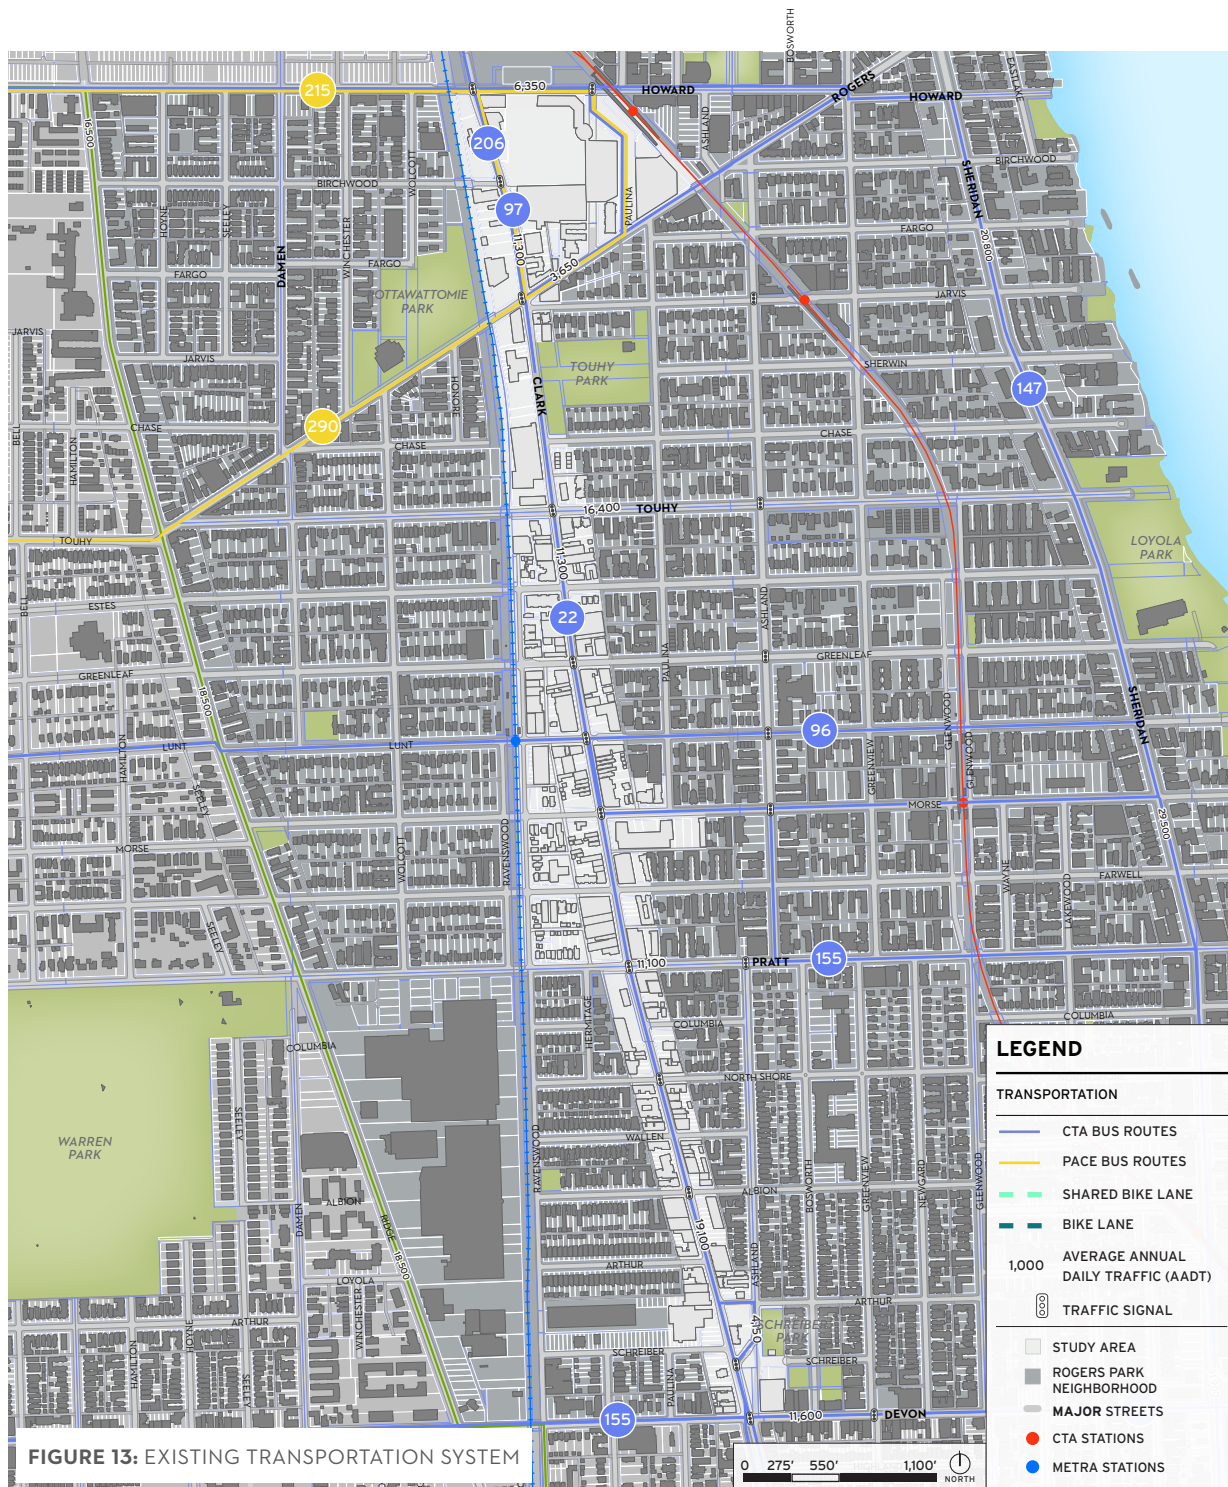 BOSWORTH
EASTLAKE
215
6,350
HOWARD
ROGERS
HOWARD
16,500
206
ASHLAND
BIRCHWOOD
WOLCOTT
BIRCHWOOD
SHERIDAN
HOYNE
SEELEY
WINCHESTER
97
PAULINA
FARGO
20,800
DAMEN
11,300
FARGO
FARGO
3,650
OTTAWATTOMIE
PARK
JARVIS
JARVIS
JARVIS
TOUHY
PARK
SHERWIN
HONORE
CLARK
147
BELL
HAMILTON
CHASE
290
CHASE
CHASE
16,400
TOUHY
TOUHY
LOYOLA
PARK
11,300
BELL
ESTES
22
ASHLAND
GREENLEAF
PAULINA
GREENLEAF
18,500
GLENWOOD
SHERIDAN
HAMILTON
LUNT
LUNT
96
GREENVIEW
GLENWOOD
SEELEY
MORSE
29,500
MORSE
WOLCOTT
RAVENSWOOD
WAYNE
LAKEWOOD
FARWELL
SEELEY
11,100
PRATT
155
HERMITAGE
COLUMBIA
COLUMBIA
COLUMBIA
NORTH SHORE
SEELEY
WARREN
PARK
RAVENSWOOD
WALLEN
BOSWORTH
GREENVIEW
NEWGARD
GLENWOOD
ALBION
ALBION
DAMEN
RIDGE
18,500
19,100
ASHLAND
LOYOLA
ARTHUR
WINCHESTER
ARTHUR
ARTHUR
HOYNE
HAMILTON
SEELEY
SCHREIBER
PARK
SCHREIBER
SCHREIBER
PAULINA
155
11,600
DEVON
LEGEND
TRANSPORTATION
CTA BUS ROUTES
PACE BUS ROUTES
SHARED BIKE LANE
BIKE LANE
1,000
AVERAGE ANNUAL
DAILY TRAFFIC (AADT)
TRAFFIC SIGNAL
STUDY AREA
ROGERS PARK
NEIGHBORHOOD
MAJOR STREETS
CTA STATIONS
METRA STATIONS
0 275' 550' 1,100'
NORTH
FIGURE 13: EXISTING TRANSPORTATION SYSTEM